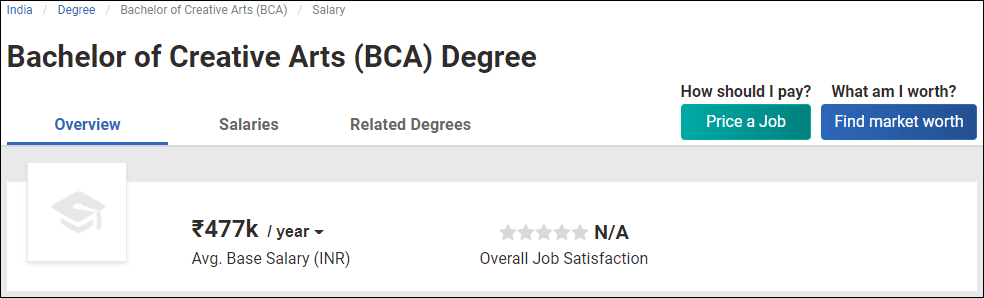 India / Degree / Bachelor of Creative Arts (BCA) / Salary
Bachelor of Creative Arts (BCA) Degree
How should I pay? What am I worth?
Overview Salaries Related Degrees Price a Job Find market worth
₹477k / year N/A
Avg. Base Salary (INR) Overall Job Satisfaction